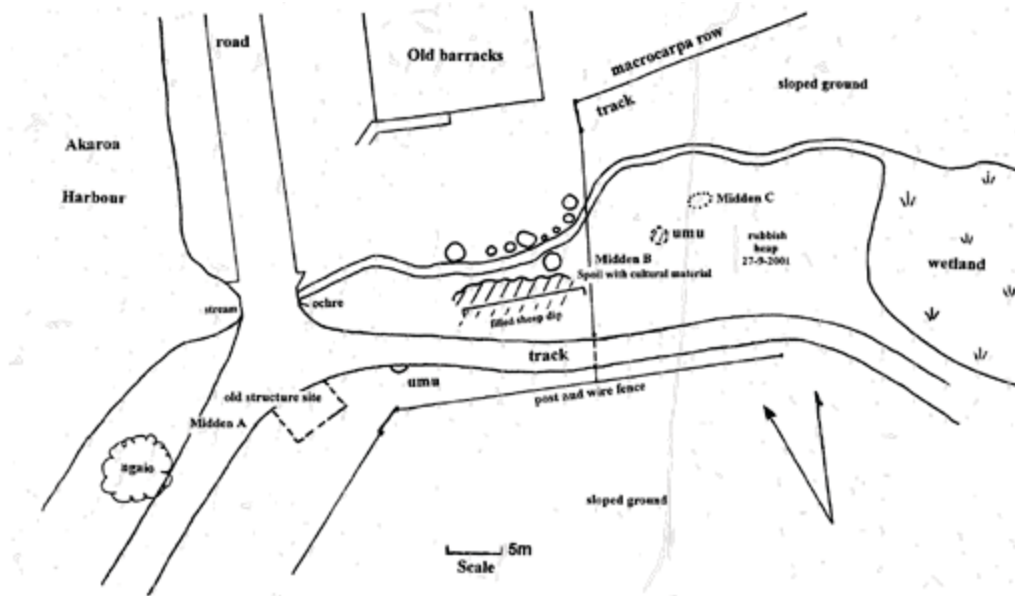 road
Old barracks
macrocarpa row
sloped ground
track
Akaroa
Harbour
Midden C
umu
rubbish
heap
27-9-2001
wetland
Midden B
Spoil with cultural material
ochre
stream
filled sheep dip
track
umu
post and wire fence
old structure site
Midden A
ngaio
sloped ground
5m
Scale